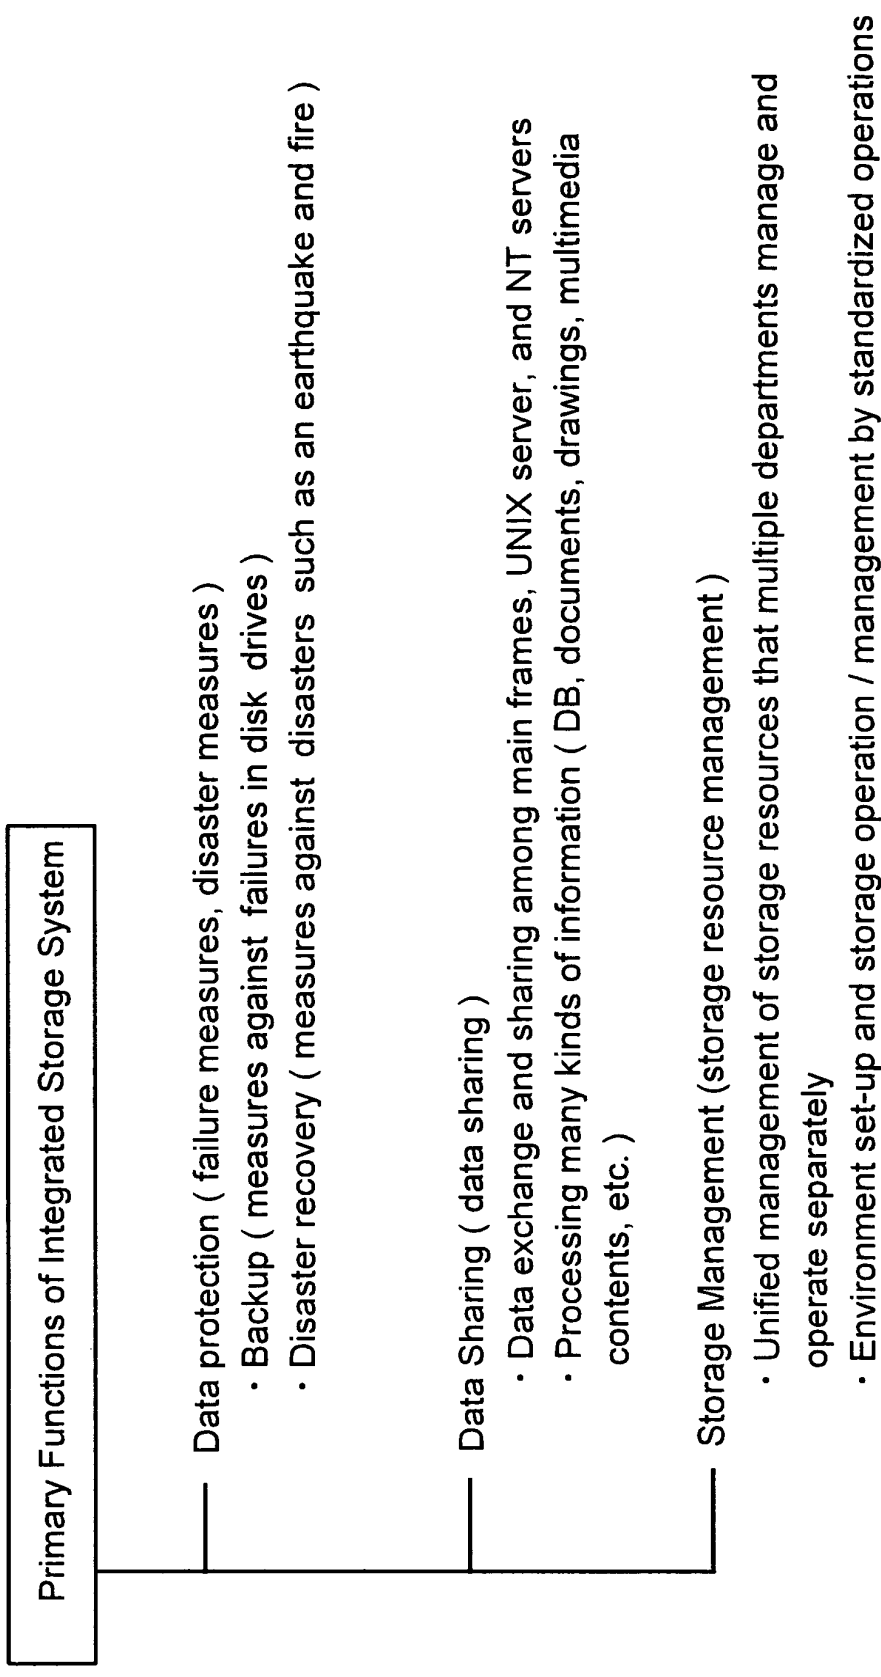 Primary Functions of Integrated Storage System
Data protection ( failure measures, disaster measures )
・Backup ( measures against failures in disk drives )
・Disaster recovery ( measures against disasters such as an earthquake and fire )
Data Sharing ( data sharing )
・Data exchange and sharing among main frames, UNIX server, and NT servers
・Processing many kinds of information ( DB, documents, drawings, multimedia
contents, etc. )
Storage Management (storage resource management )
・Unified management of storage resources that multiple departments manage and
operate separately
・Environment set-up and storage operation / management by standardized operations